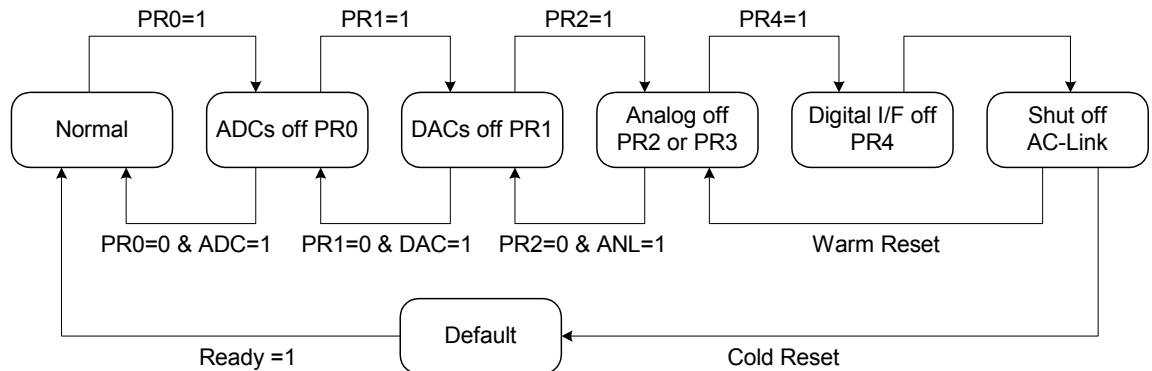 PR0=1
PR1=1
PR2=1
PR4=1
Normal
ADCs off PR0
DACs off PR1
Analog off
PR2 or PR3
Digital I/F off
PR4
Shut off
AC-Link
PR0=0 & ADC=1
PR1=0 & DAC=1
PR2=0 & ANL=1
Warm Reset
Default
Ready =1
Cold Reset